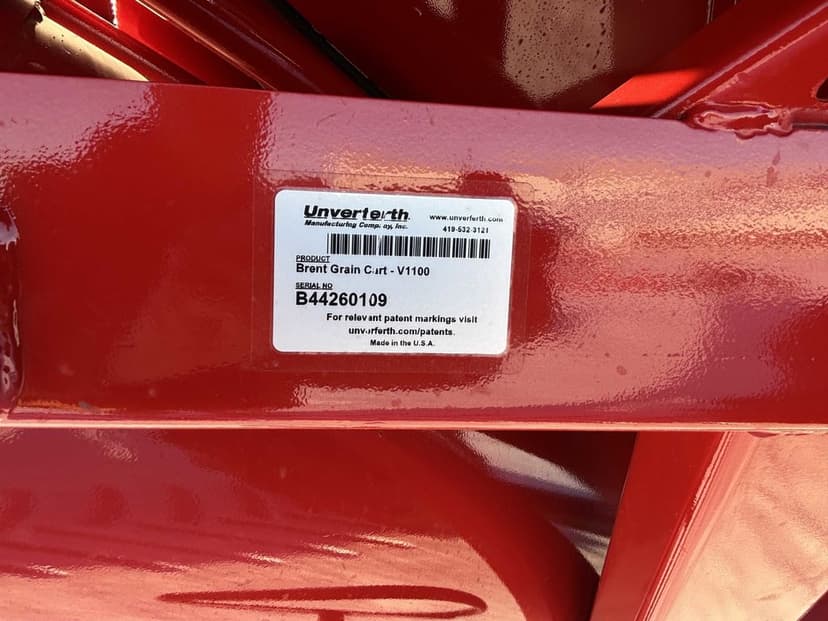 Unverferth
www.unverferth.com
Manufacturing Company, Inc.
419-532-3121
PRODUCT
Brent Grain Cart - V1100
SERIAL NO
B44260109
For relevant patent markings visit
unverferth.com/patents.
Made in the U.S.A.